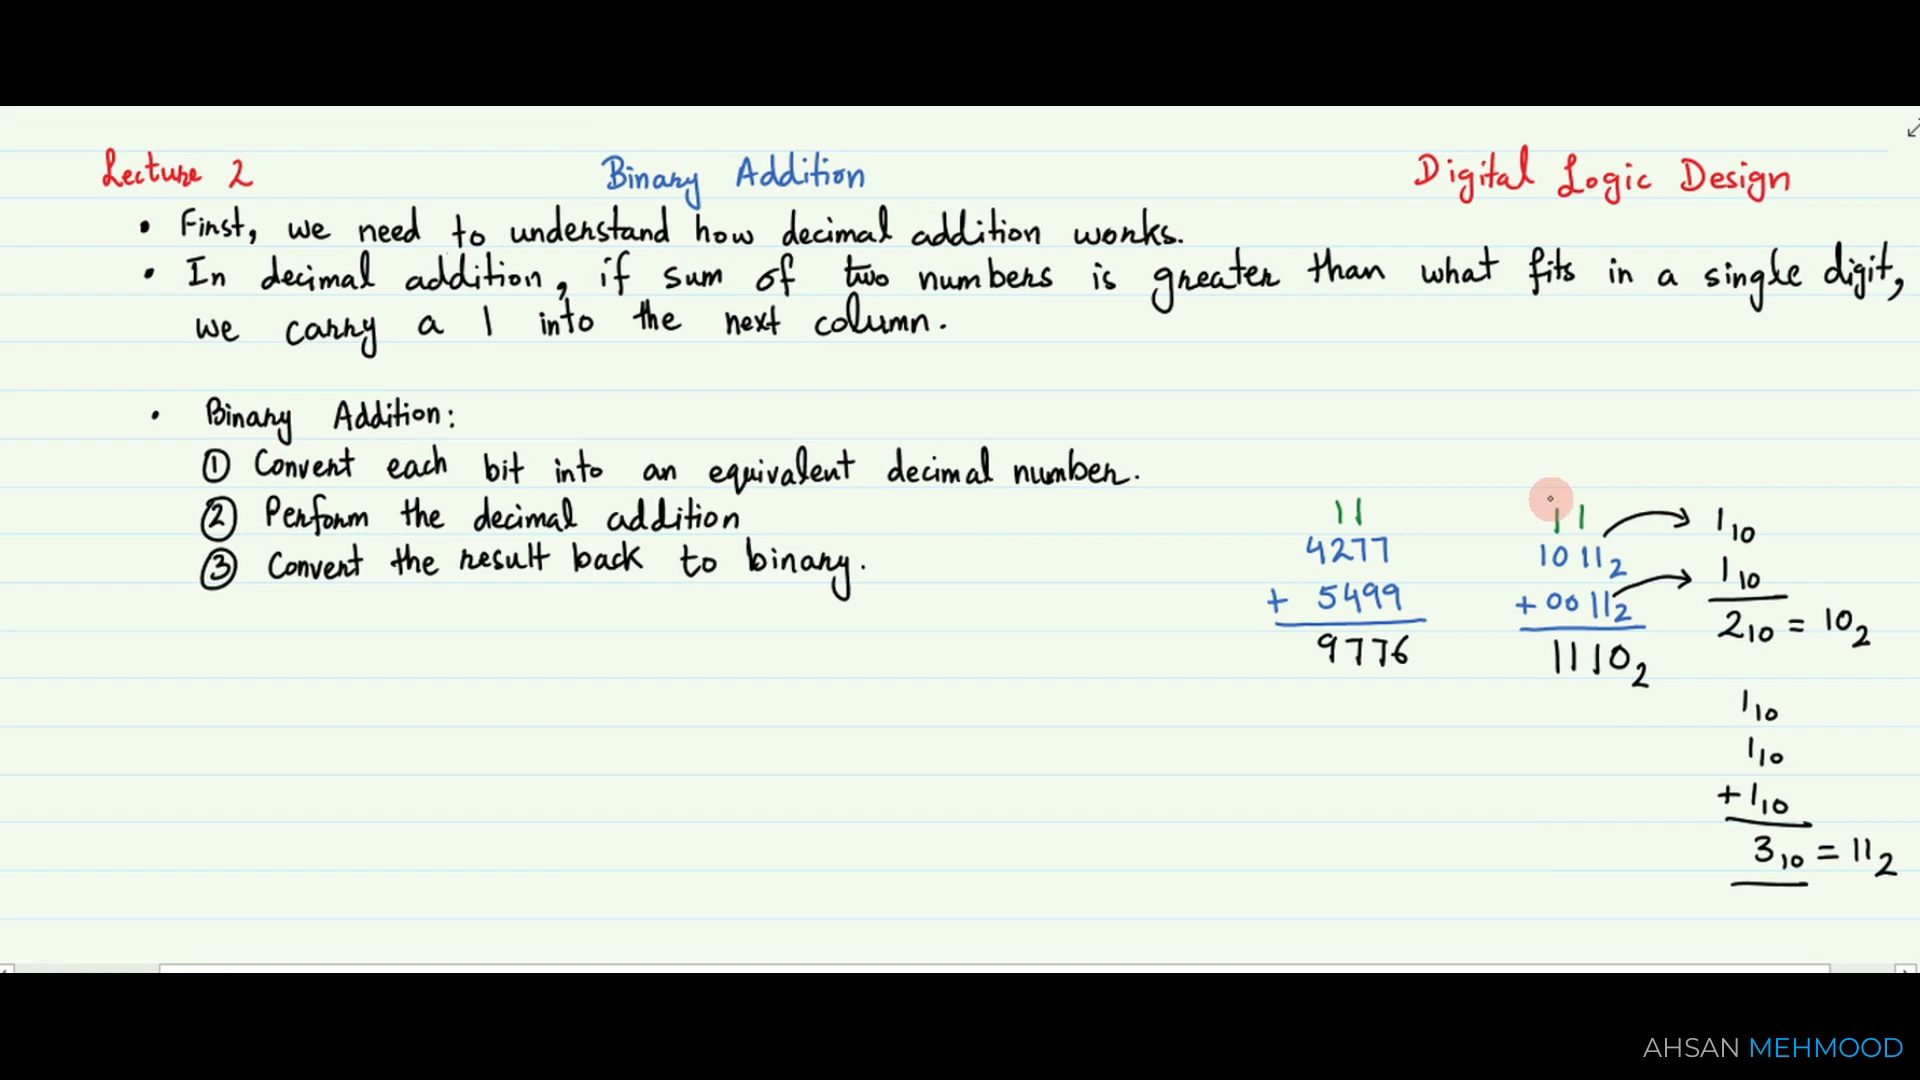 Lecture 2 Binary Addition Digital Logic Design
• First, we need to understand how decimal addition works.
• In decimal addition, if sum of two numbers is greater than what fits in a single digit,
we carry a 1 into the next column.
• Binary Addition:
① Convert each bit into an equivalent decimal number.
② Perform the decimal addition
③ Convert the result back to binary.
11
4277
+ 5499
9776
11
1011₂
+ 0011₂
1110₂
1₁₀
1₁₀
2₁₀ = 10₂
1₁₀
1₁₀
+ 1₁₀
3₁₀ = 11₂
AHSAN MEHMOOD